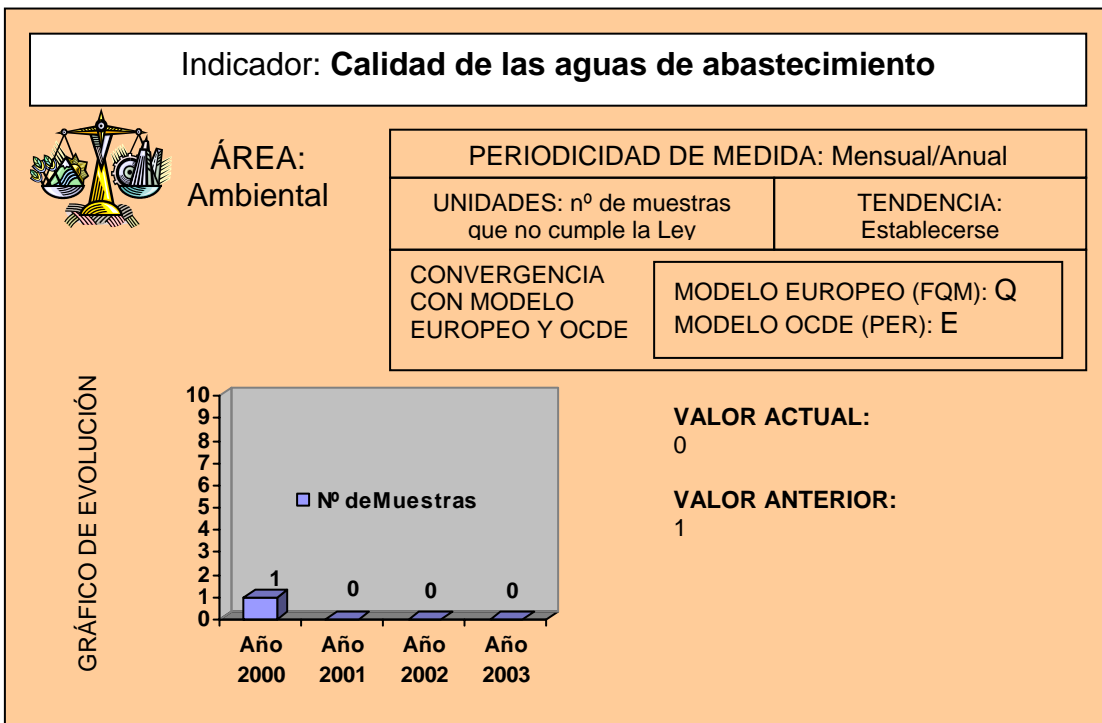 Indicador: Calidad de las aguas de abastecimiento
ÁREA:
Ambiental
PERIODICIDAD DE MEDIDA: Mensual/Anual
UNIDADES: nº de muestras
que no cumple la Ley
TENDENCIA:
Establecerse
CONVERGENCIA
CON MODELO
EUROPEO Y OCDE
MODELO EUROPEO (FQM): Q
MODELO OCDE (PER): E
GRÁFICO DE EVOLUCIÓN
10
9
8
7
6
5
4
3
2
1
0
Nº deMuestras
1 0 0 0
Año Año Año Año
2000 2001 2002 2003
VALOR ACTUAL:
0
VALOR ANTERIOR:
1